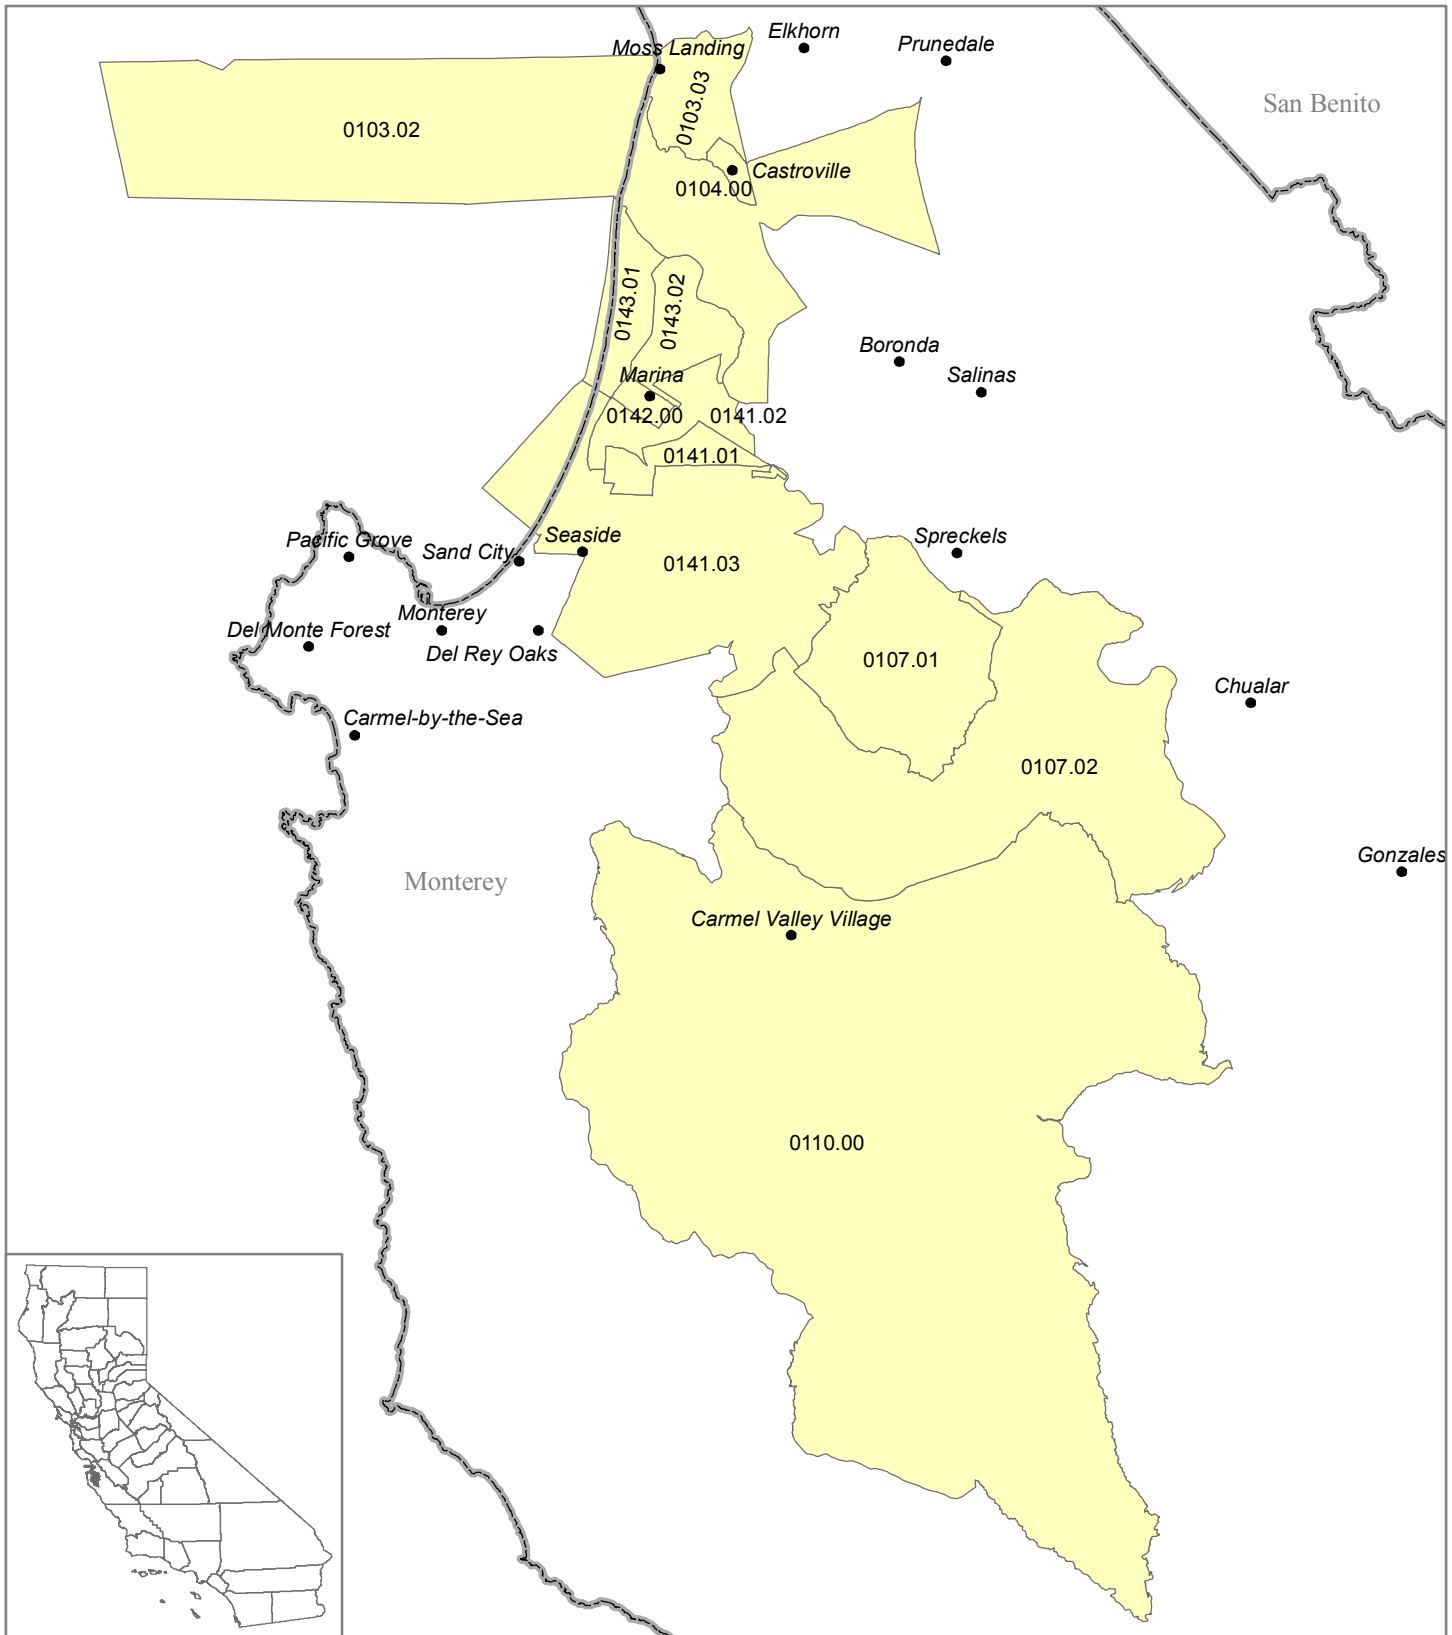 Elkhorn
Prunedale
Moss Landing
San Benito
0103.03
0103.02
Castroville
0104.00
0143.01
0143.02
Boronda
Marina
Salinas
0142.00
0141.02
0141.01
Pacific Grove
Sand City
Seaside
Spreckels
0141.03
Monterey
Del Monte Forest
Del Rey Oaks
0107.01
Chualar
Carmel-by-the-Sea
0107.02
Gonzales
Monterey
Carmel Valley Village
0110.00